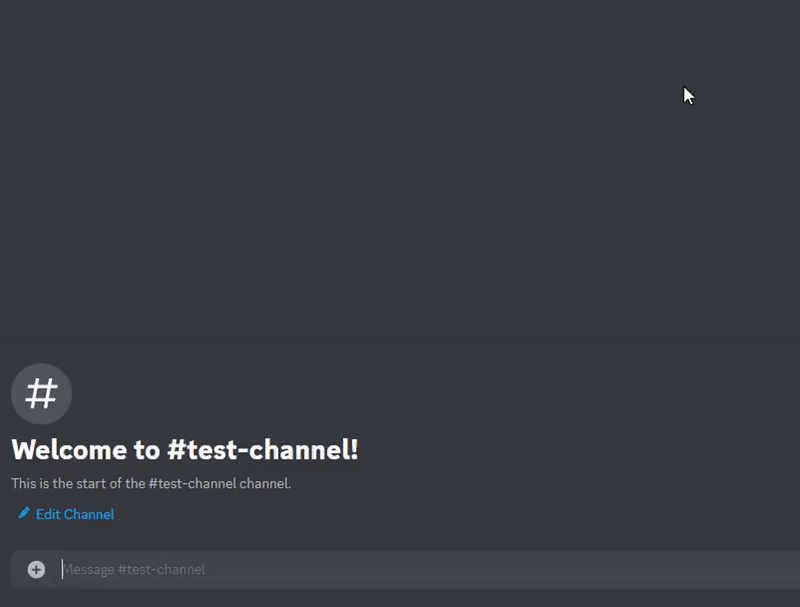 #
Welcome to #test-channel!
This is the start of the #test-channel channel.
Edit Channel
Message #test-channel